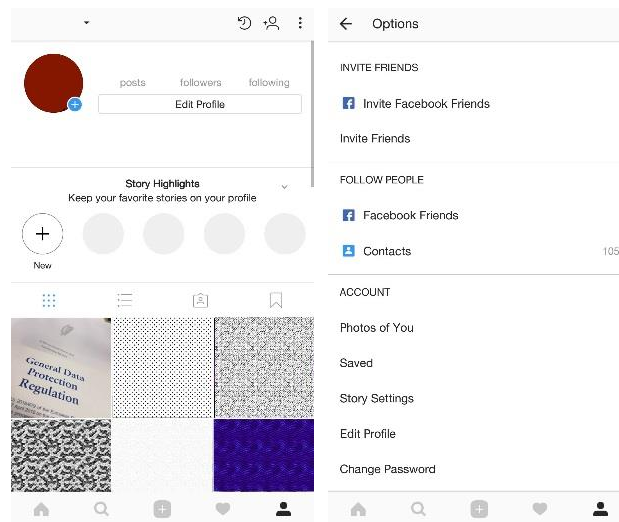 posts followers following
Edit Profile
Story Highlights
Keep your favorite stories on your profile
New
General Data
Protection
Regulation
Options
INVITE FRIENDS
Invite Facebook Friends
Invite Friends
FOLLOW PEOPLE
Facebook Friends
Contacts 105
ACCOUNT
Photos of You
Saved
Story Settings
Edit Profile
Change Password